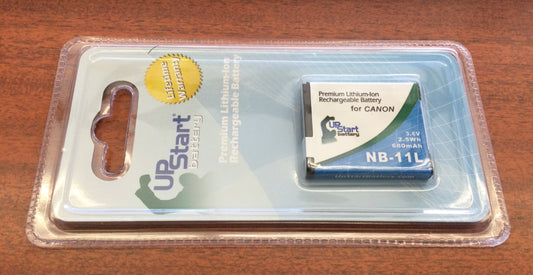 Lifetime
Warranty
Premium Lithium-Ion
Rechargeable Battery
UPStart
battery
Premium Lithium-Ion
Rechargeable Battery
for CANON
UPStart
battery
3.6V
2.5Wh
680mAh
NB-11L